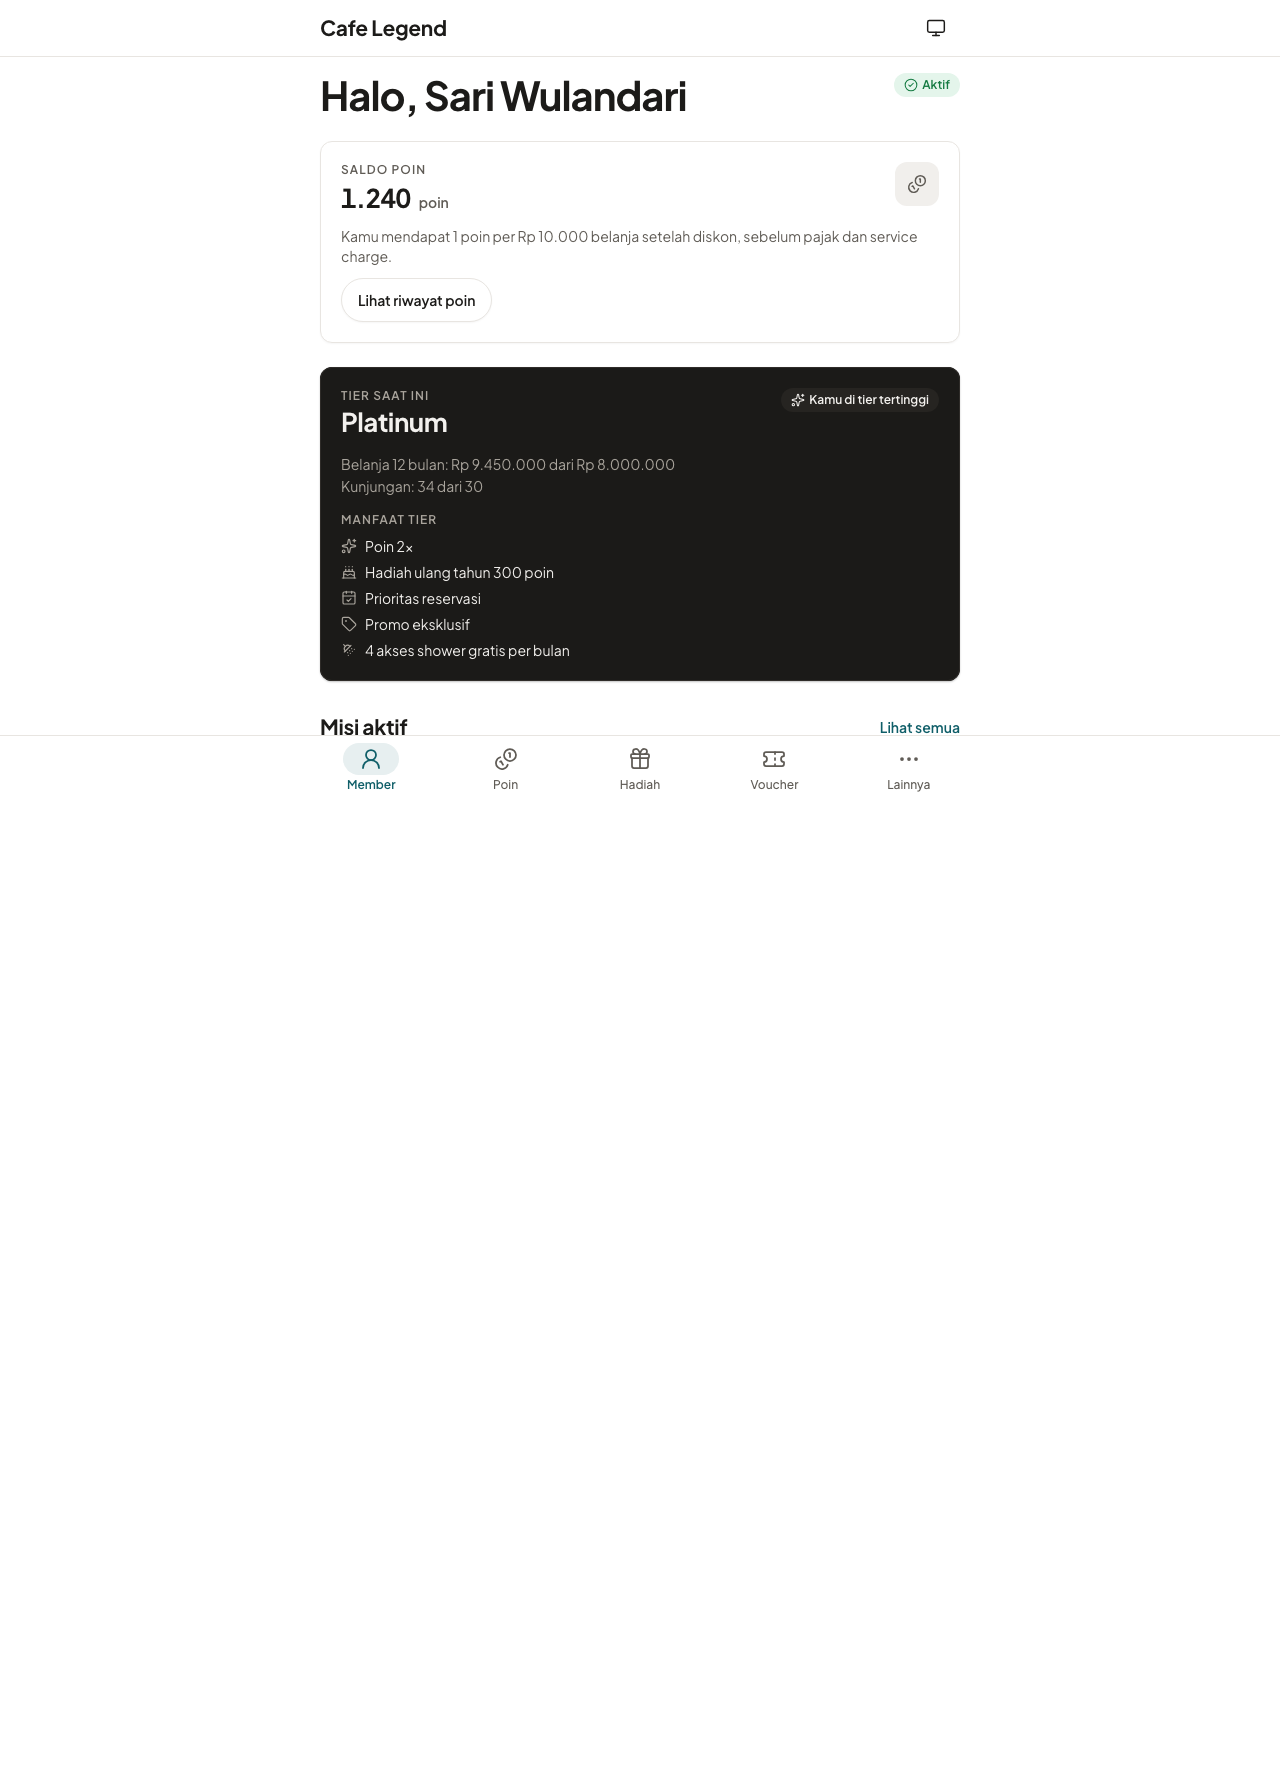 Cafe Legend
Halo, Sari Wulandari
Aktif
SALDO POIN
1.240 poin
Kamu mendapat 1 poin per Rp 10.000 belanja setelah diskon, sebelum pajak dan service
charge.
Lihat riwayat poin
TIER SAAT INI
Kamu di tier tertinggi
Platinum
Belanja 12 bulan: Rp 9.450.000 dari Rp 8.000.000
Kunjungan: 34 dari 30
MANFAAT TIER
Poin 2×
Hadiah ulang tahun 300 poin
Prioritas reservasi
Promo eksklusif
4 akses shower gratis per bulan
Misi aktif
Lihat semua
Member
Poin
Hadiah
Voucher
Lainnya